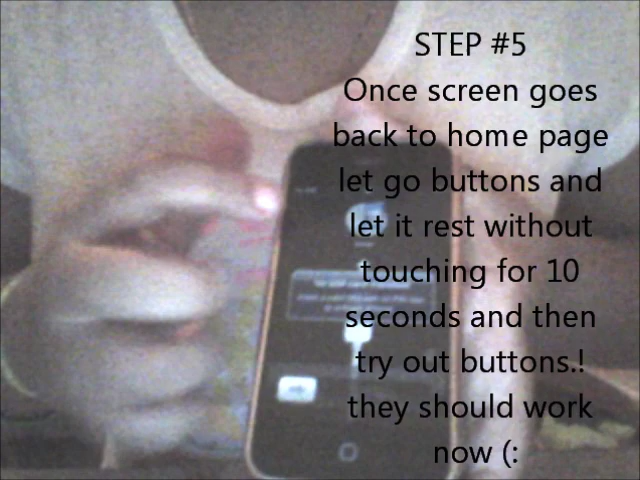 STEP #5
Once screen goes
back to home page
let go buttons and
let it rest without
touching for 10
seconds and then
try out buttons.!
they should work
now (: